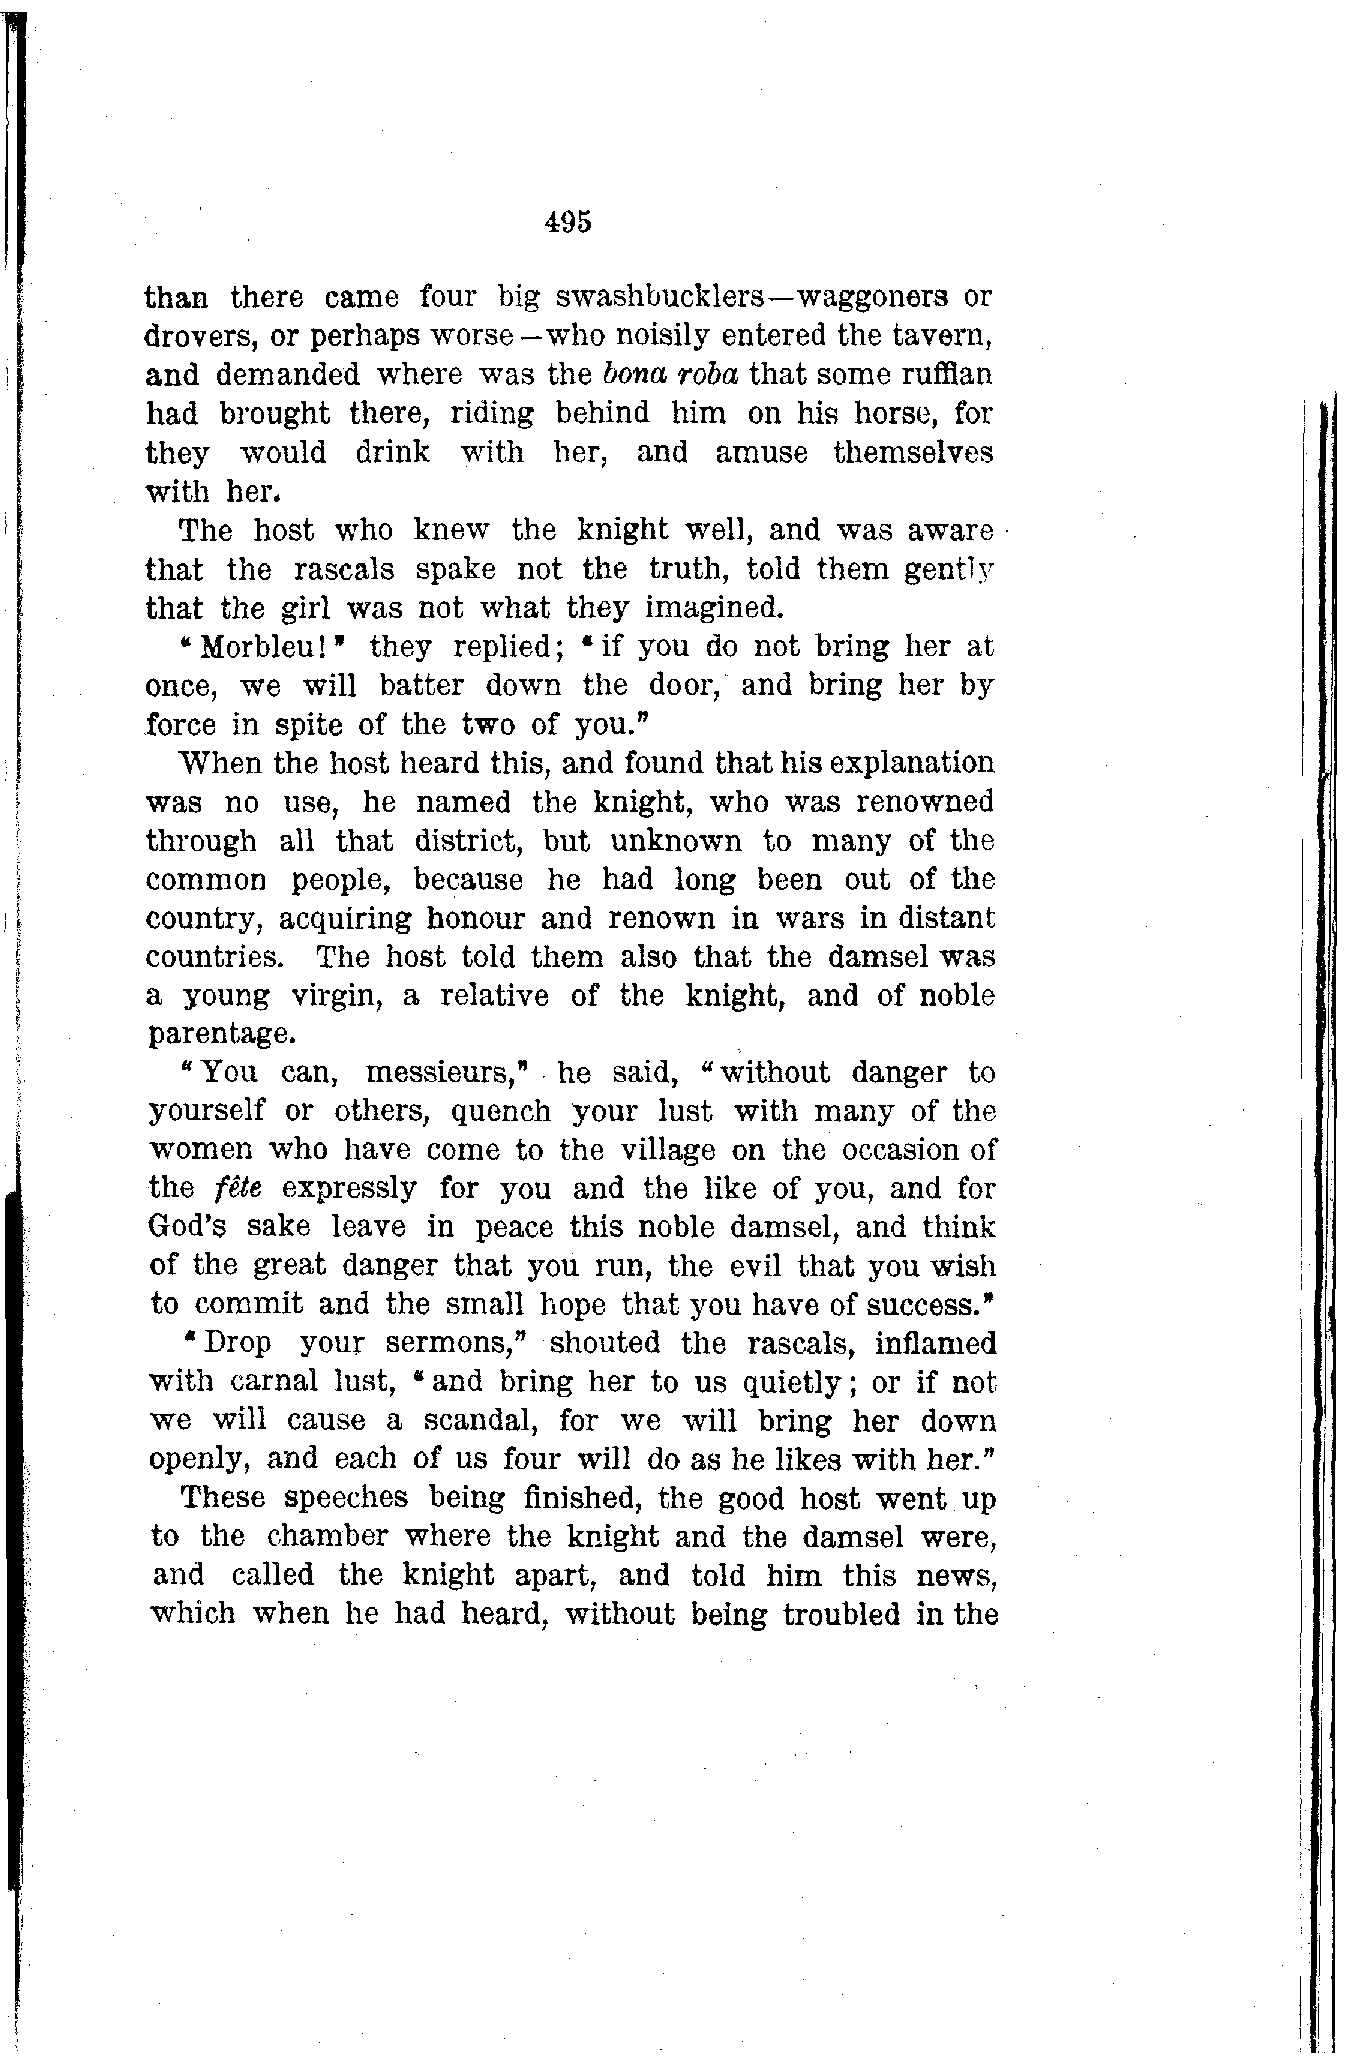 495
than there came four big swashbucklers—waggoners or
drovers, or perhaps worse—who noisily entered the tavern,
and demanded where was the bona roba that some ruffian
had brought there, riding behind him on his horse, for
they would drink with her, and amuse themselves
with her.
The host who knew the knight well, and was aware
that the rascals spake not the truth, told them gently
that the girl was not what they imagined.
"Morbleu!" they replied; "if you do not bring her at
once, we will batter down the door, and bring her by
force in spite of the two of you."
When the host heard this, and found that his explanation
was no use, he named the knight, who was renowned
through all that district, but unknown to many of the
common people, because he had long been out of the
country, acquiring honour and renown in wars in distant
countries. The host told them also that the damsel was
a young virgin, a relative of the knight, and of noble
parentage.
"You can, messieurs," he said, "without danger to
yourself or others, quench your lust with many of the
women who have come to the village on the occasion of
the fête expressly for you and the like of you, and for
God's sake leave in peace this noble damsel, and think
of the great danger that you run, the evil that you wish
to commit and the small hope that you have of success."
"Drop your sermons," shouted the rascals, inflamed
with carnal lust, "and bring her to us quietly; or if not
we will cause a scandal, for we will bring her down
openly, and each of us four will do as he likes with her."
These speeches being finished, the good host went up
to the chamber where the knight and the damsel were,
and called the knight apart, and told him this news,
which when he had heard, without being troubled in the